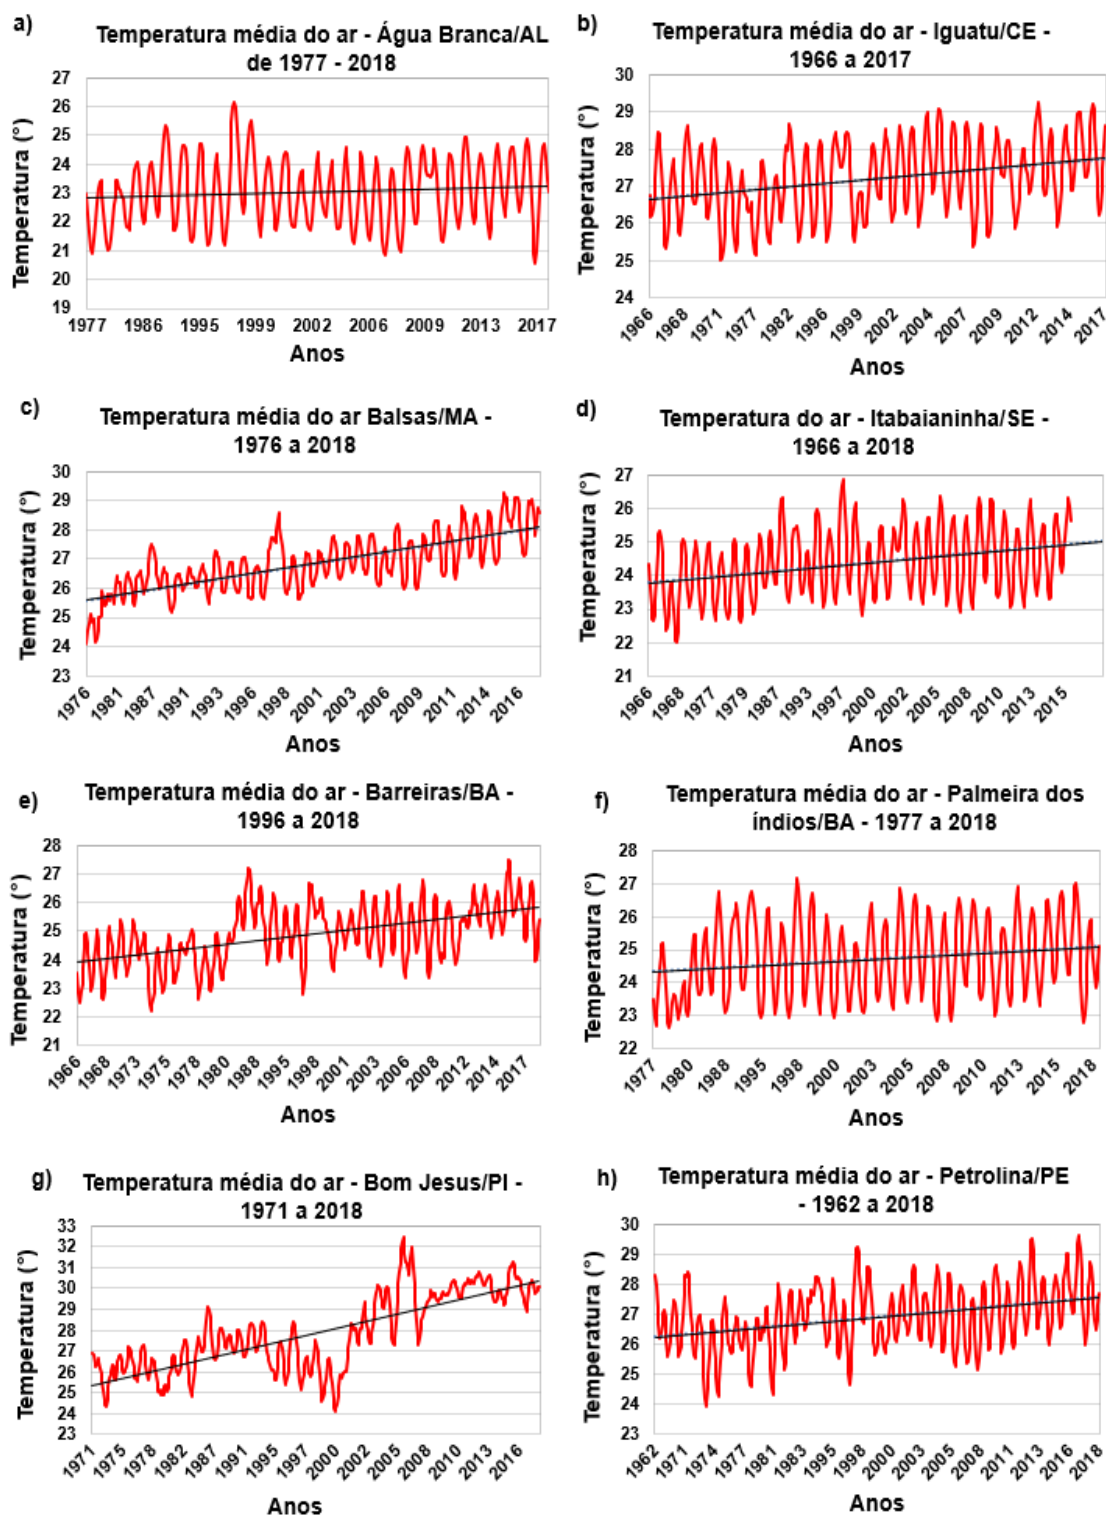 a)
Temperatura média do ar - Água Branca/AL
de 1977 - 2018
Temperatura (°)
27
26
25
24
23
22
21
20
19
1977 1986 1995 1999 2002 2006 2009 2013 2017
Anos
b)
Temperatura média do ar - Iguatu/CE -
1966 a 2017
Temperatura (°)
30
29
28
27
26
25
24
1966 1968 1971 1977 1982 1996 1999 2002 2004 2007 2009 2012 2014 2017
Anos
c)
Temperatura média do ar Balsas/MA -
1976 a 2018
Temperatura (°)
30
29
28
27
26
25
24
23
1976 1981 1987 1991 1993 1996 1998 2001 2003 2006 2009 2011 2014 2016
Anos
d)
Temperatura do ar - Itabaianinha/SE -
1966 a 2018
Temperatura (°)
27
26
25
24
23
22
21
1966 1968 1977 1979 1987 1993 1997 2000 2002 2005 2008 2010 2013 2015
Anos
e)
Temperatura média do ar - Barreiras/BA -
1996 a 2018
Temperatura (°)
28
27
26
25
24
23
22
21
1966 1968 1973 1975 1978 1980 1988 1995 1998 2001 2003 2006 2009 2012 2014 2017
Anos
f)
Temperatura média do ar - Palmeira dos
índios/BA - 1977 a 2018
Temperatura (°)
28
27
26
25
24
23
22
1977 1980 1988 1995 1998 2000 2003 2005 2008 2010 2013 2015 2018
Anos
g)
Temperatura média do ar - Bom Jesus/PI -
1971 a 2018
Temperatura (°)
33
32
31
30
29
28
27
26
25
24
23
1971 1975 1978 1982 1987 1991 1996 2000 2005 2008 2010 2013 2016
Anos
h)
Temperatura média do ar - Petrolina/PE
- 1962 a 2018
Temperatura (°)
30
29
28
27
26
25
24
23
1962 1971 1974 1977 1981 1983 1995 1998 2000 2003 2005 2008 2011 2013 2016 2018
Anos